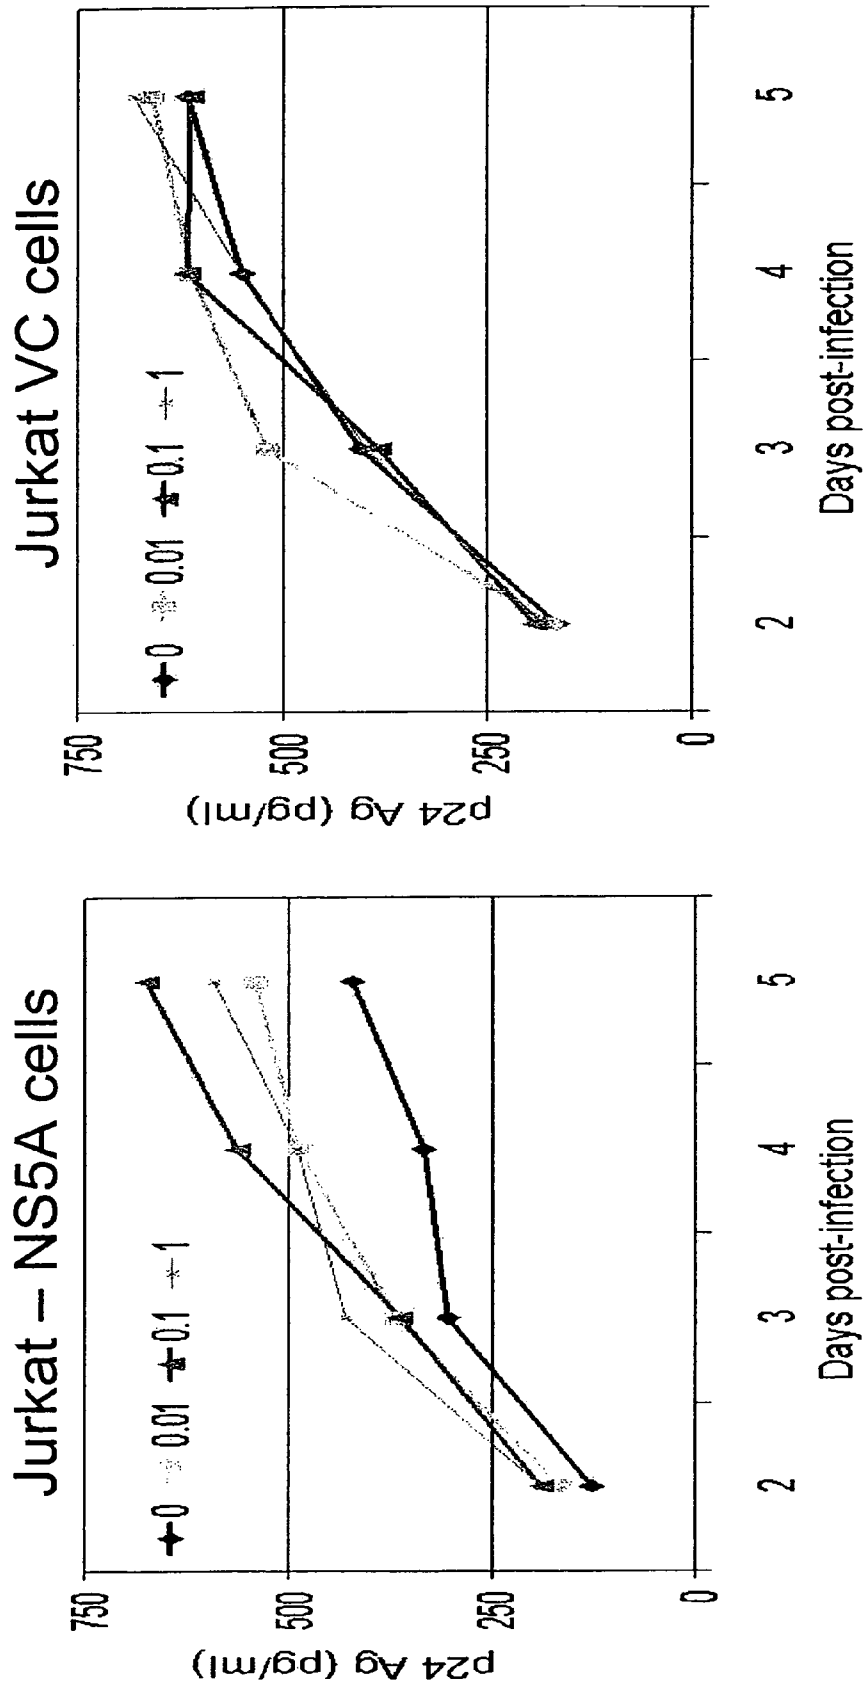 Jurkat – NS5A cells
0 0.01 0.1 1
750
500
250
0
p24 Ag (pg/ml)
2 3 4 5
Days post-infection
Jurkat VC cells
0 0.01 0.1 1
750
500
250
0
p24 Ag (pg/ml)
2 3 4 5
Days post-infection